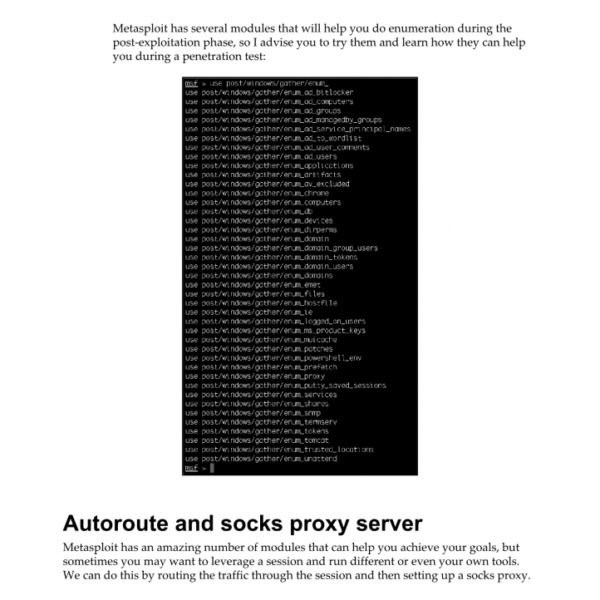 Metasploit has several modules that will help you do enumeration during the
post-exploitation phase, so I advise you to try them and learn how they can help
you during a penetration test:
msf > use post/windows/gather/enum_
use post/windows/gather/enum_ad_bitlocker
use post/windows/gather/enum_ad_computers
use post/windows/gather/enum_ad_groups
use post/windows/gather/enum_ad_managedby_groups
use post/windows/gather/enum_ad_service_principal_names
use post/windows/gather/enum_ad_to_wordlist
use post/windows/gather/enum_ad_user_comments
use post/windows/gather/enum_ad_users
use post/windows/gather/enum_applications
use post/windows/gather/enum_artifacts
use post/windows/gather/enum_av_excluded
use post/windows/gather/enum_chrome
use post/windows/gather/enum_computers
use post/windows/gather/enum_db
use post/windows/gather/enum_devices
use post/windows/gather/enum_dirperms
use post/windows/gather/enum_domain
use post/windows/gather/enum_domain_group_users
use post/windows/gather/enum_domain_tokens
use post/windows/gather/enum_domain_users
use post/windows/gather/enum_domains
use post/windows/gather/enum_emet
use post/windows/gather/enum_files
use post/windows/gather/enum_hostfile
use post/windows/gather/enum_ie
use post/windows/gather/enum_logged_on_users
use post/windows/gather/enum_ms_product_keys
use post/windows/gather/enum_muicache
use post/windows/gather/enum_patches
use post/windows/gather/enum_powershell_env
use post/windows/gather/enum_prefetch
use post/windows/gather/enum_proxy
use post/windows/gather/enum_putty_saved_sessions
use post/windows/gather/enum_services
use post/windows/gather/enum_shares
use post/windows/gather/enum_snmp
use post/windows/gather/enum_termserv
use post/windows/gather/enum_tokens
use post/windows/gather/enum_tomcat
use post/windows/gather/enum_trusted_locations
use post/windows/gather/enum_unattend
msf >
Autoroute and socks proxy server
Metasploit has an amazing number of modules that can help you achieve your goals, but
sometimes you may want to leverage a session and run different or even your own tools.
We can do this by routing the traffic through the session and then setting up a socks proxy.